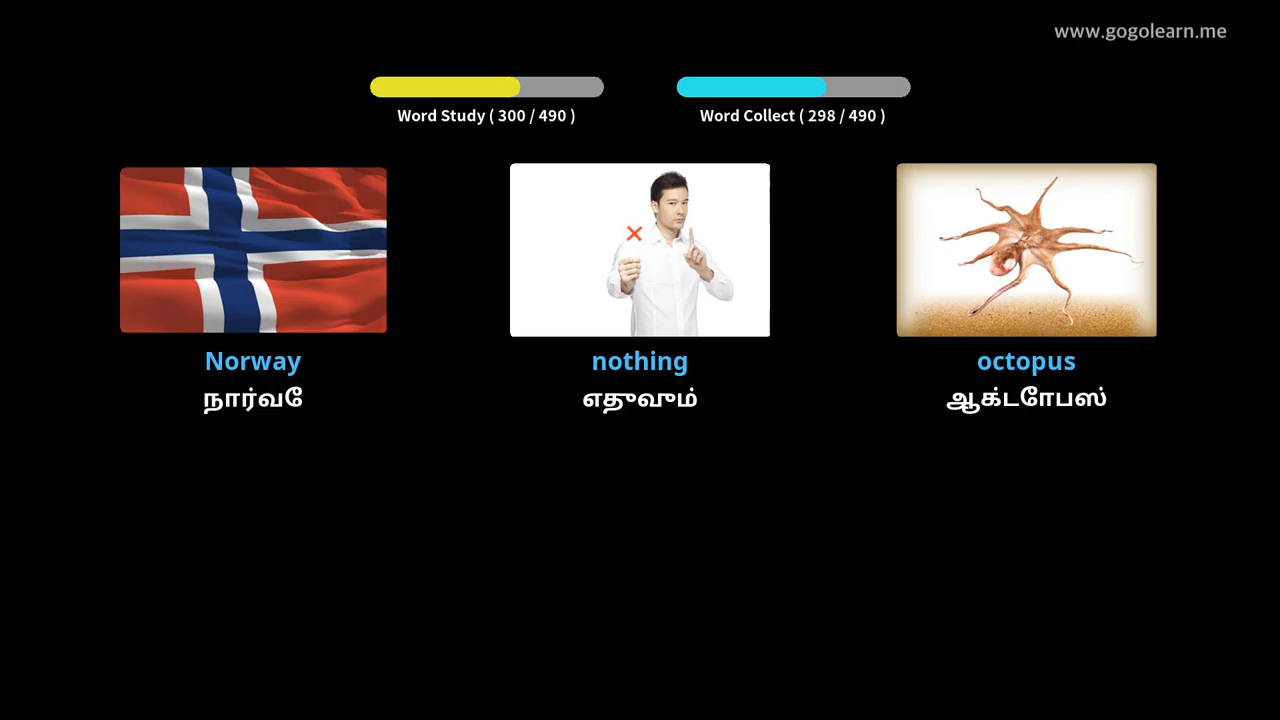 www.gogolearn.me
Word Study ( 300 / 490 )
Word Collect ( 298 / 490 )
Norway
nothing
octopus
நார்வே
எதுவும்
ஆக்டோபஸ்